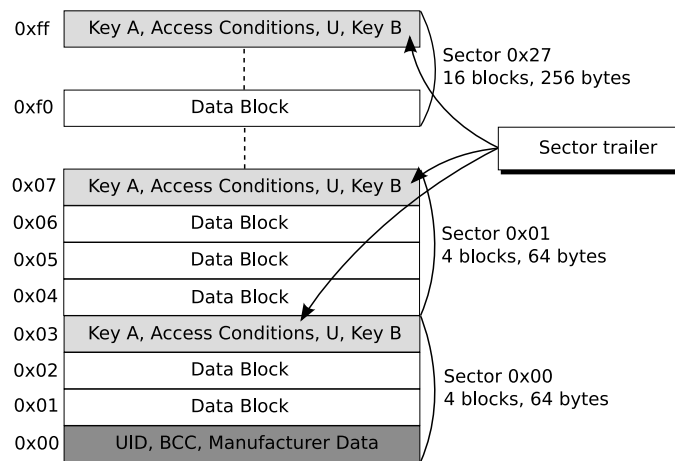 0xff
Key A, Access Conditions, U, Key B
Sector 0x27
16 blocks, 256 bytes
0xf0
Data Block
Sector trailer
0x07
Key A, Access Conditions, U, Key B
0x06
Data Block
Sector 0x01
4 blocks, 64 bytes
0x05
Data Block
0x04
Data Block
0x03
Key A, Access Conditions, U, Key B
0x02
Data Block
Sector 0x00
4 blocks, 64 bytes
0x01
Data Block
0x00
UID, BCC, Manufacturer Data